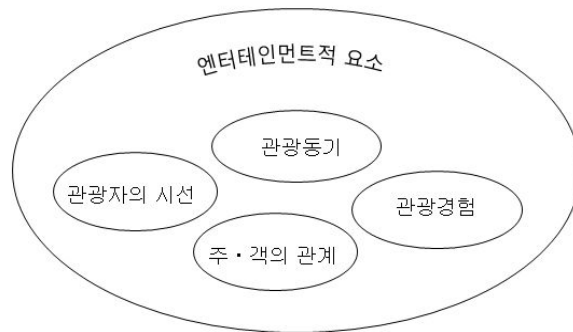 엔터테인먼트적 요소
관광동기
관광자의 시선
관광경험
주·객의 관계